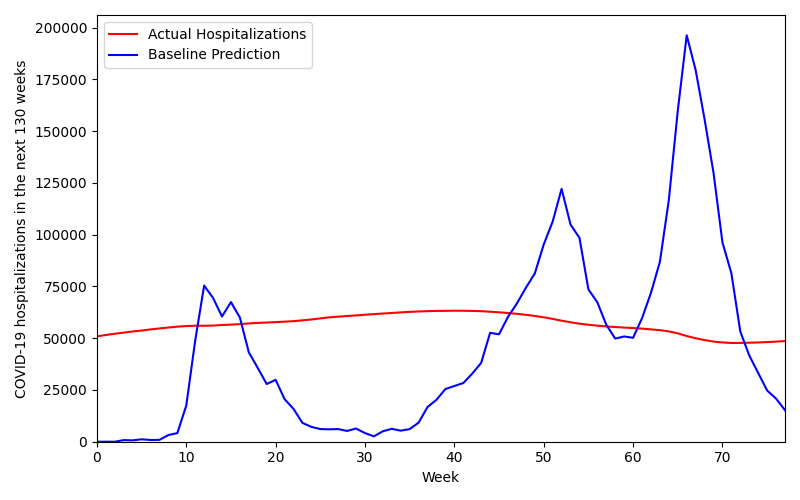 COVID-19 hospitalizations in the next 130 weeks
200000
175000
150000
125000
100000
75000
50000
25000
0
Actual Hospitalizations
Baseline Prediction
0 10 20 30 40 50 60 70
Week